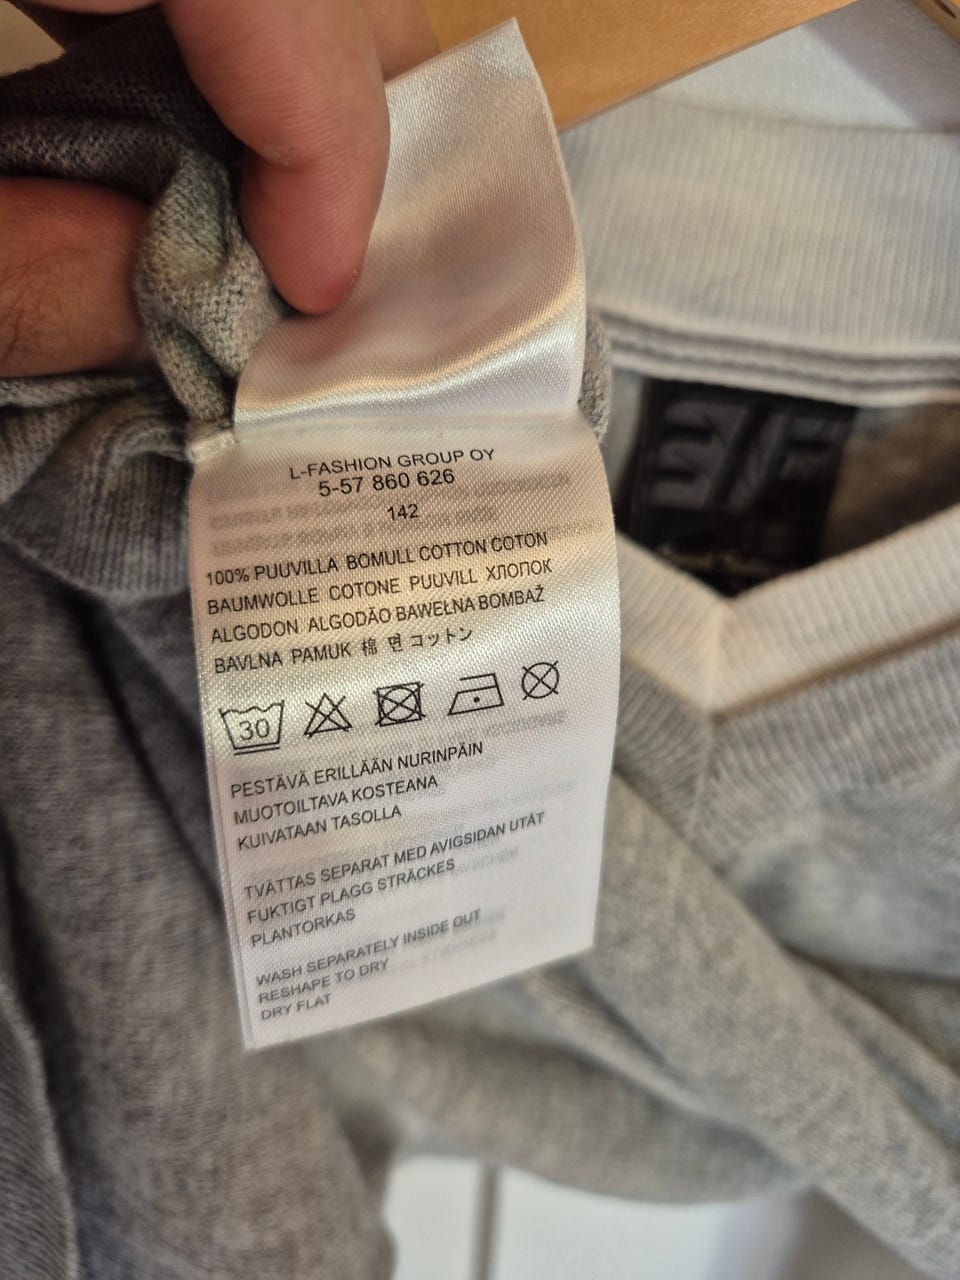 L-FASHION GROUP OY
5-57 860 626
142
100% PUUVILLA BOMULL COTTON COTON
BAUMWOLLE COTONE PUUVILL ХЛОПОК
ALGODON ALGODÃO BAWEŁNA BOMBAŽ
BAVLNA PAMUK 棉 면 コットン
30
PESTÄVÄ ERILLÄÄN NURINPÄIN
MUOTOILTAVA KOSTEANA
KUIVATAAN TASOLLA
TVÄTTAS SEPARAT MED AVIGSIDAN UTÅT
FUKTIGT PLAGG STRÄCKES
PLANTORKAS
WASH SEPARATELY INSIDE OUT
RESHAPE TO DRY
DRY FLAT